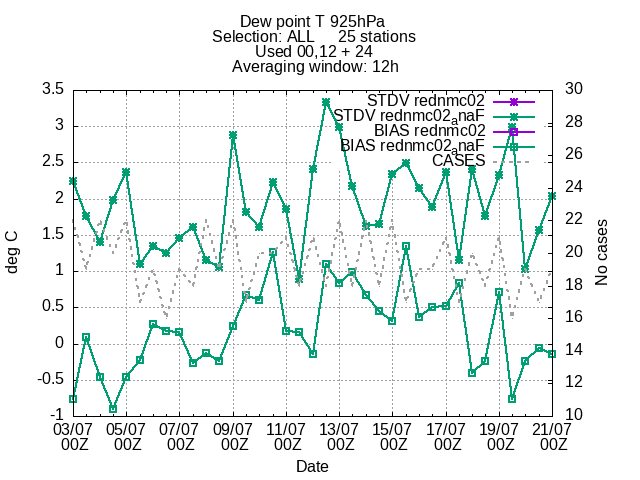 Dew point T 925hPa
Selection: ALL 25 stations
Used 00,12 + 24
Averaging window: 12h
3.5
3
2.5
2
1.5
1
0.5
0
-0.5
-1
deg C
30
28
26
24
22
20
18
16
14
12
10
No cases
STDV rednmc02
STDV rednmc02anaF
BIAS rednmc02
BIAS rednmc02anaF
CASES
03/07 05/07 07/07 09/07 11/07 13/07 15/07 17/07 19/07 21/07
00Z 00Z 00Z 00Z 00Z 00Z 00Z 00Z 00Z 00Z
Date